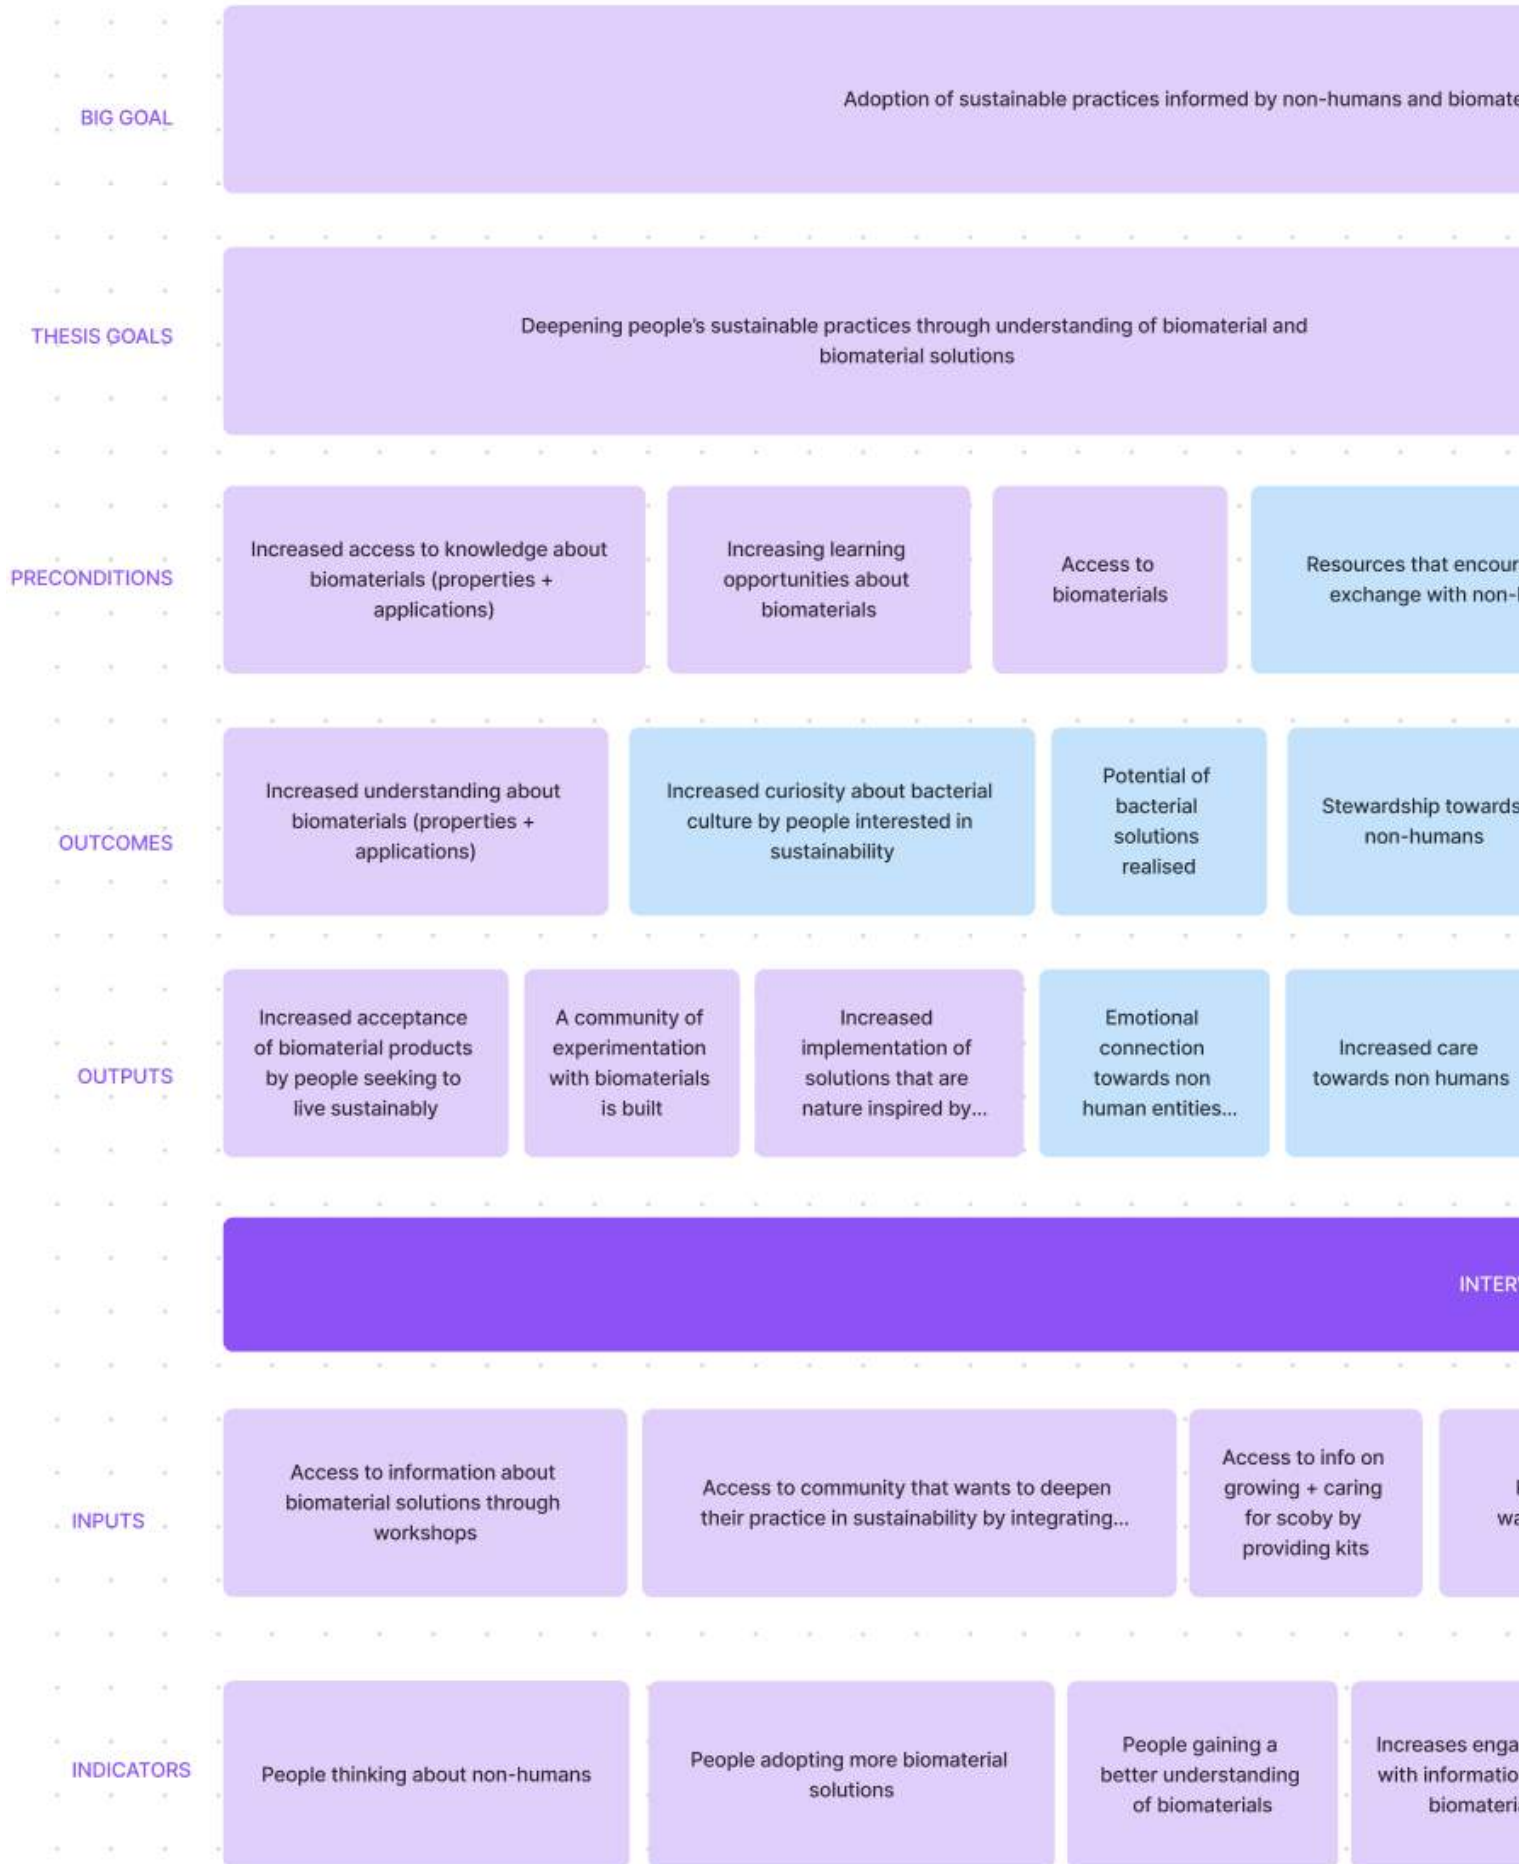 BIG GOAL
Adoption of sustainable practices informed by non-humans and biomate
THESIS GOALS
Deepening people's sustainable practices through understanding of biomaterial and
biomaterial solutions
PRECONDITIONS
Increased access to knowledge about
biomaterials (properties +
applications)
Increasing learning
opportunities about
biomaterials
Access to
biomaterials
Resources that encour
exchange with non-
OUTCOMES
Increased understanding about
biomaterials (properties +
applications)
Increased curiosity about bacterial
culture by people interested in
sustainability
Potential of
bacterial
solutions
realised
Stewardship towards
non-humans
OUTPUTS
Increased acceptance
of biomaterial products
by people seeking to
live sustainably
A community of
experimentation
with biomaterials
is built
Increased
implementation of
solutions that are
nature inspired by...
Emotional
connection
towards non
human entities...
Increased care
towards non humans
INTER
INPUTS
Access to information about
biomaterial solutions through
workshops
Access to community that wants to deepen
their practice in sustainability by integrating...
Access to info on
growing + caring
for scoby by
providing kits
wa
INDICATORS
People thinking about non-humans
People adopting more biomaterial
solutions
People gaining a
better understanding
of biomaterials
Increases enga
with informatio
biomateri